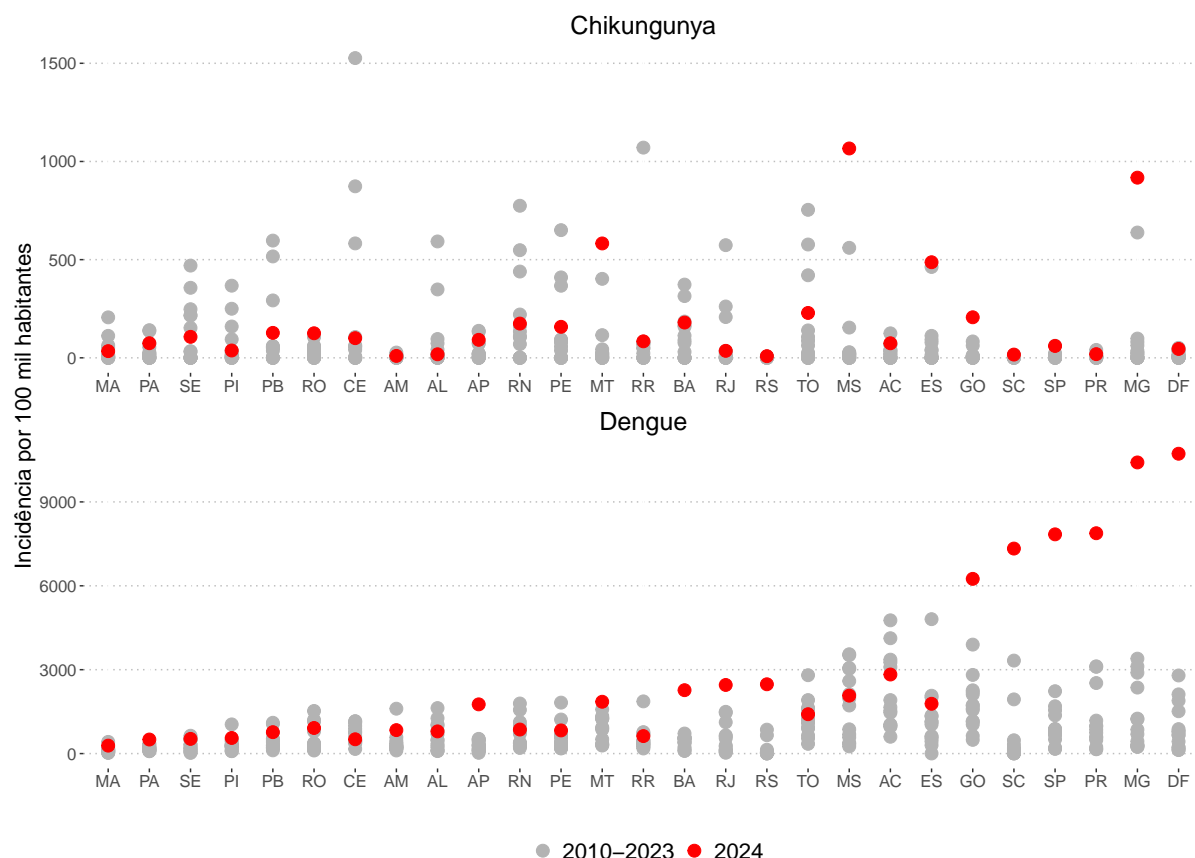 Chikungunya
1500
1000
500
0
MA PA SE PI PB RO CE AM AL AP RN PE MT RR BA RJ RS TO MS AC ES GO SC SP PR MG DF
Incidência por 100 mil habitantes
Dengue
9000
6000
3000
0
MA PA SE PI PB RO CE AM AL AP RN PE MT RR BA RJ RS TO MS AC ES GO SC SP PR MG DF
2010−2023 2024